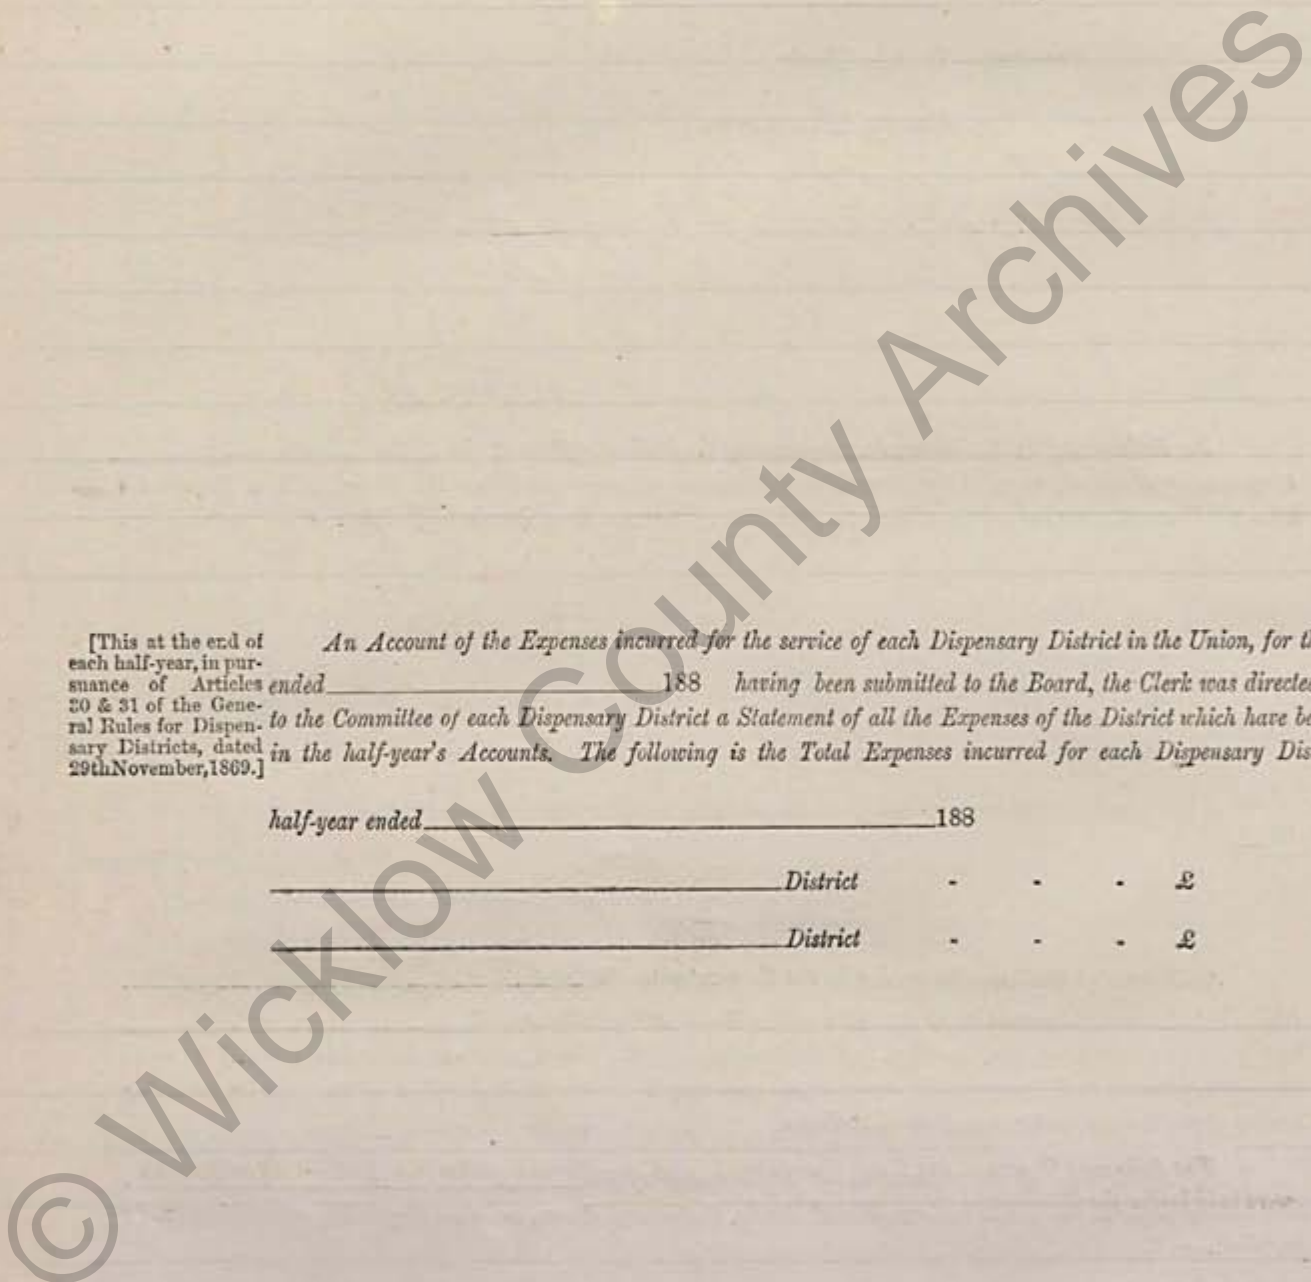 [This at the end of
each half-year, in pur-
suance of Articles
30 & 31 of the Gene-
ral Rules for Dispen-
sary Districts, dated
29th November, 1869.]
An Account of the Expenses incurred for the service of each Dispensary District in the Union, for th
ended 188 having been submitted to the Board, the Clerk was directe
to the Committee of each Dispensary District a Statement of all the Expenses of the District which have be
in the half-year's Accounts. The following is the Total Expenses incurred for each Dispensary Dis
half-year ended 188
District - - - £
District - - - £
© Wicklow County Archives